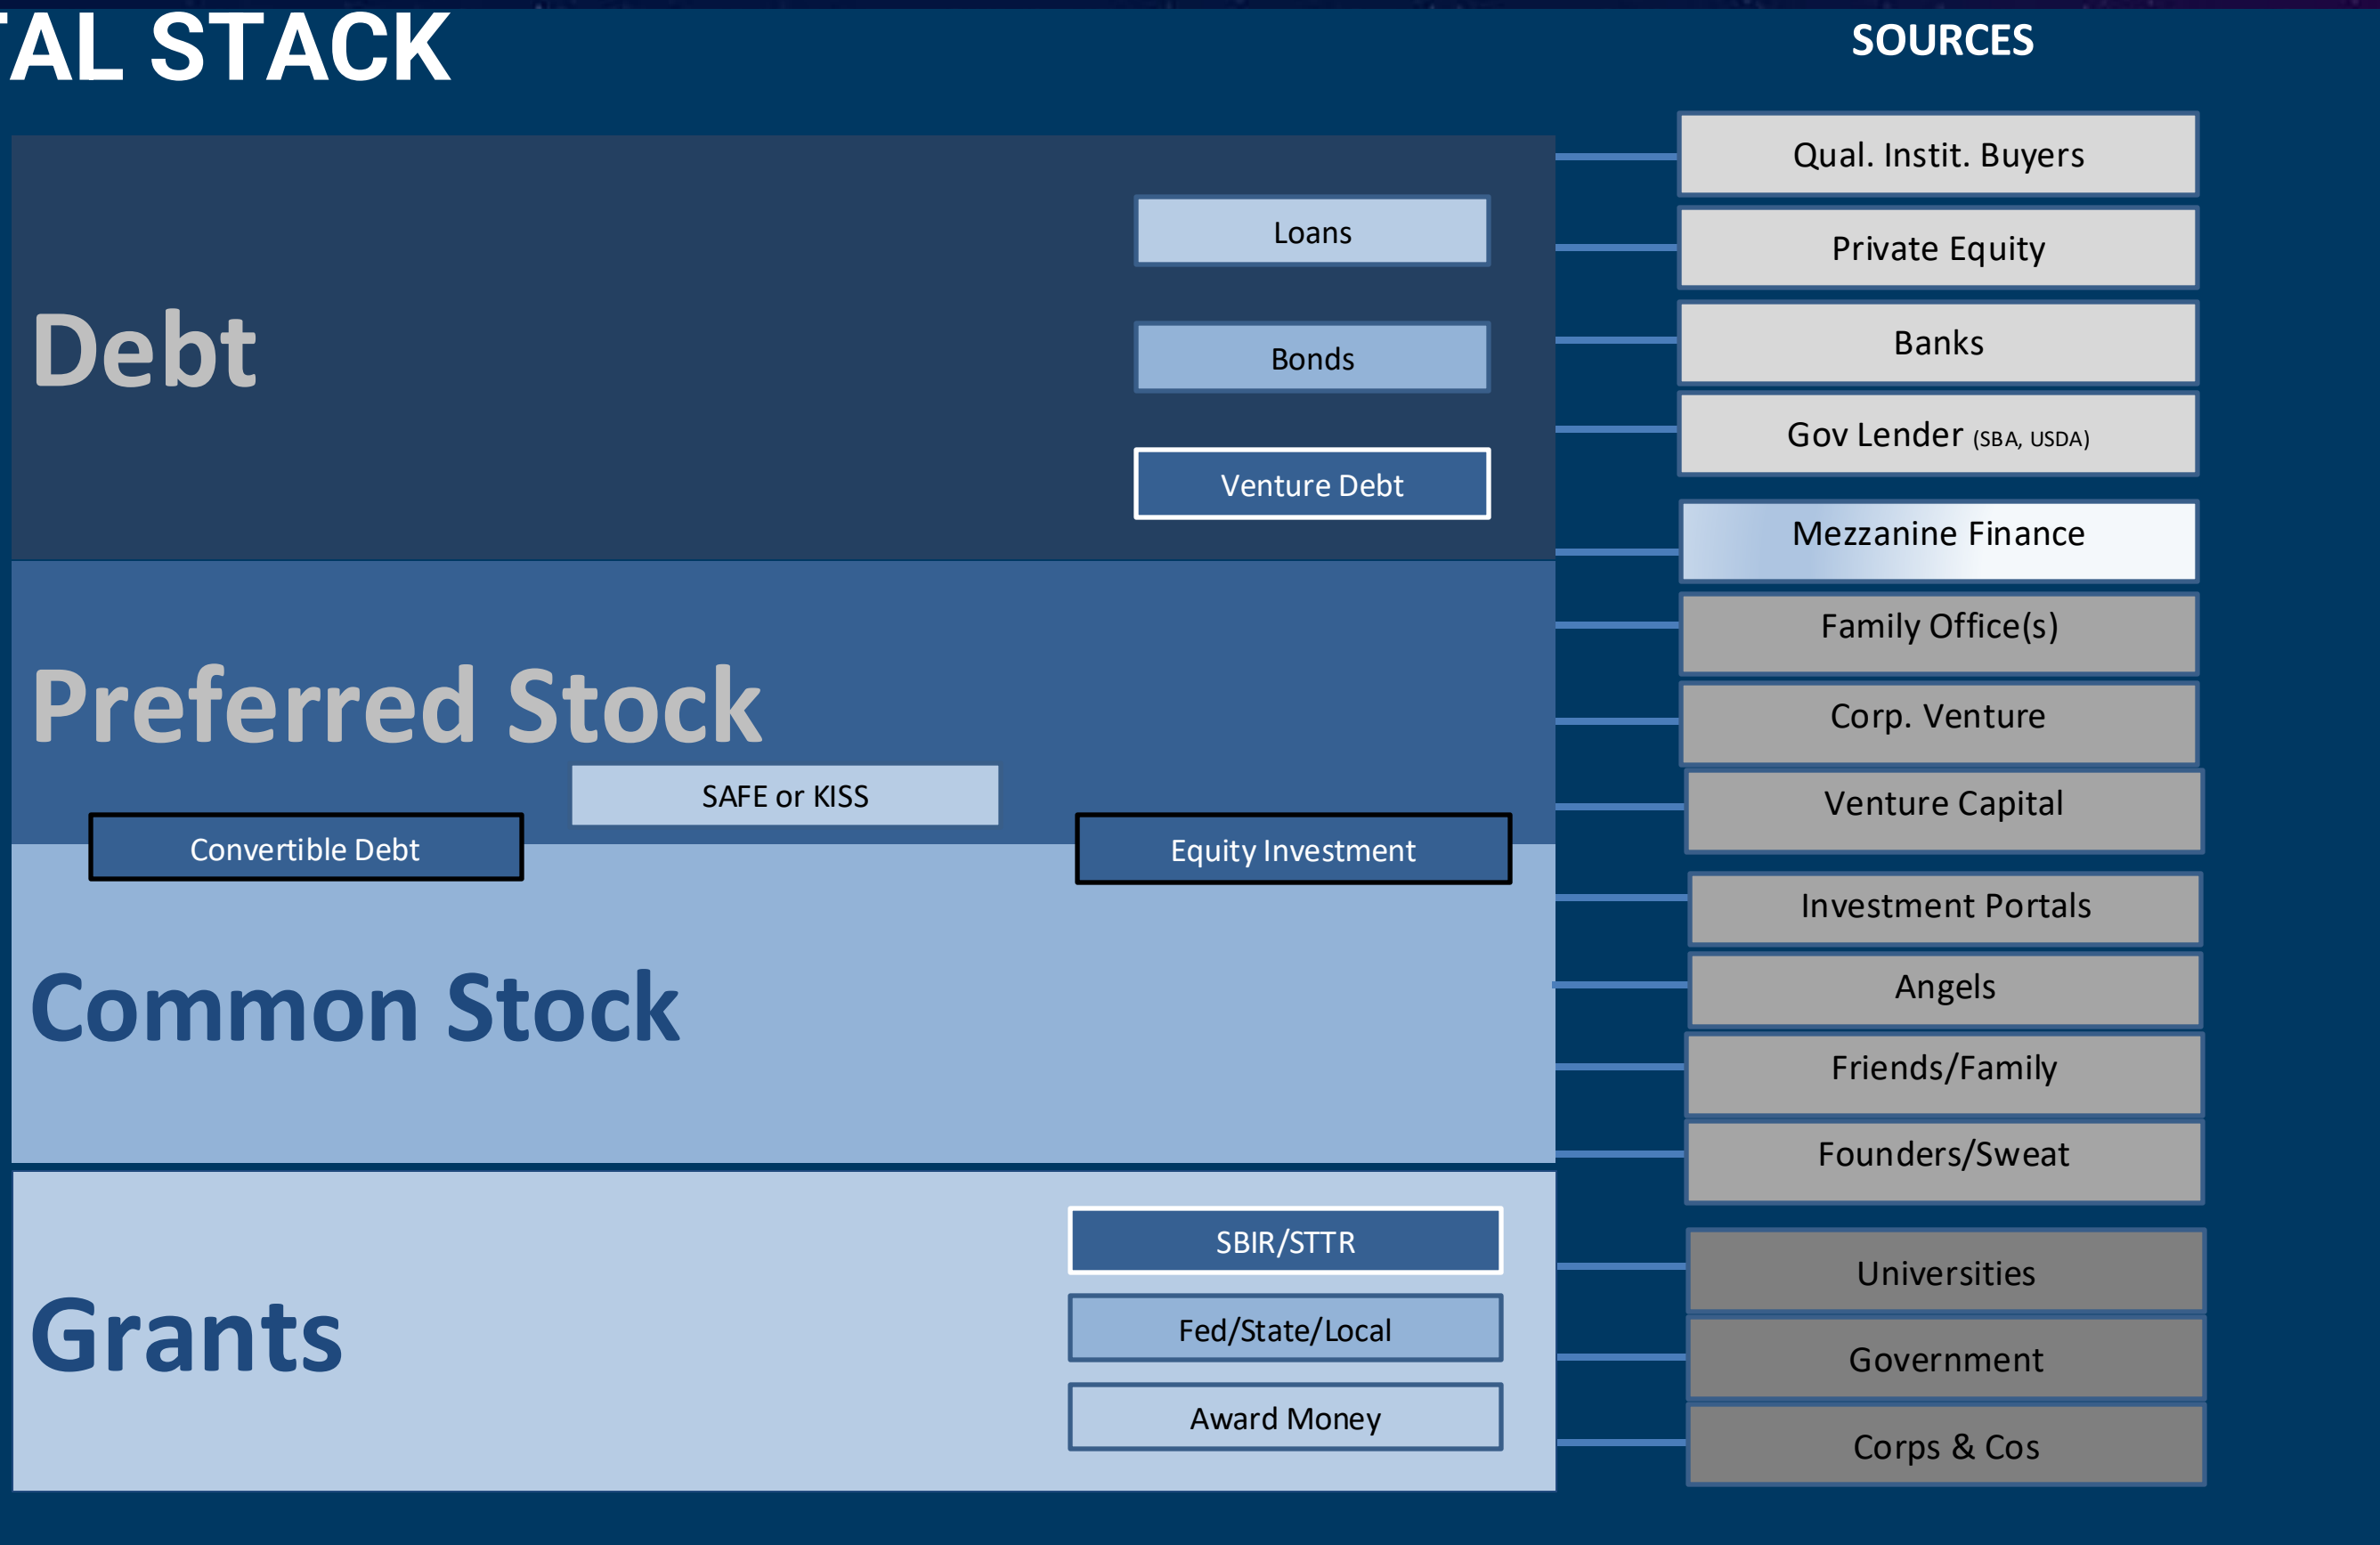 TAL STACK
SOURCES
Debt
Loans
Bonds
Venture Debt
Preferred Stock
SAFE or KISS
Convertible Debt
Equity Investment
Common Stock
Grants
SBIR/STTR
Fed/State/Local
Award Money
Qual. Instit. Buyers
Private Equity
Banks
Gov Lender (SBA, USDA)
Mezzanine Finance
Family Office(s)
Corp. Venture
Venture Capital
Investment Portals
Angels
Friends/Family
Founders/Sweat
Universities
Government
Corps & Cos